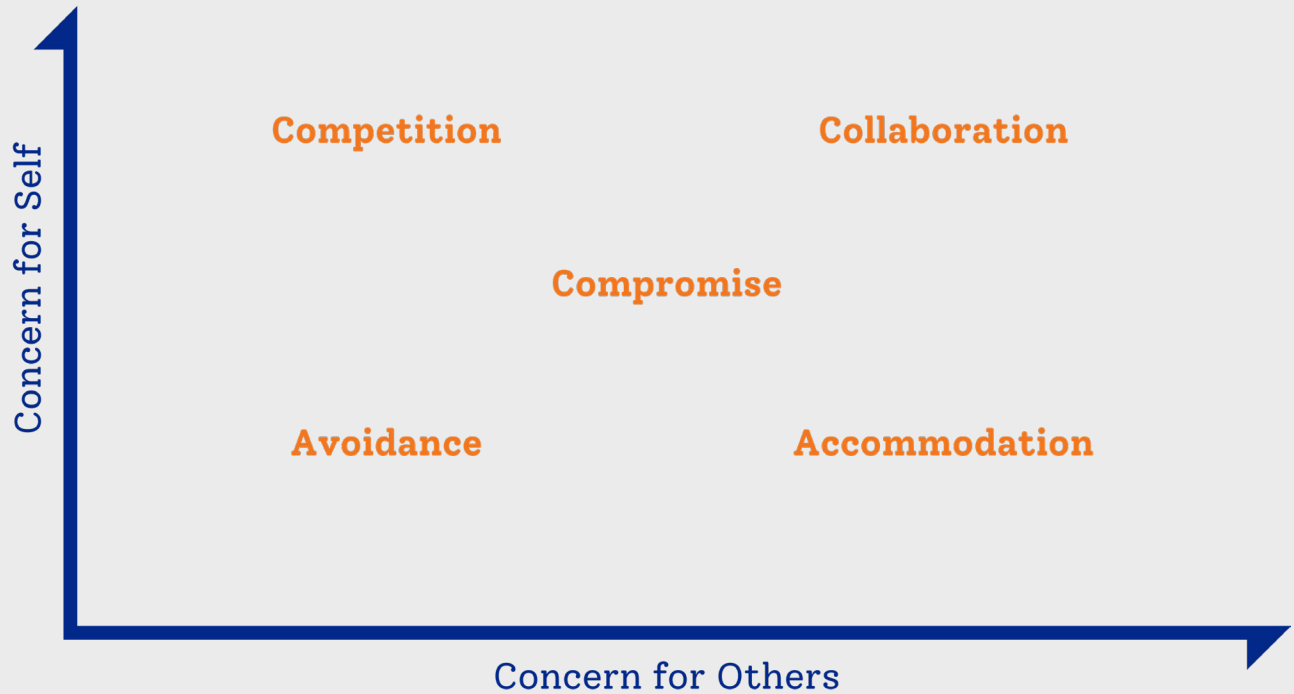 Concern for Self
Competition
Collaboration
Compromise
Avoidance
Accommodation
Concern for Others